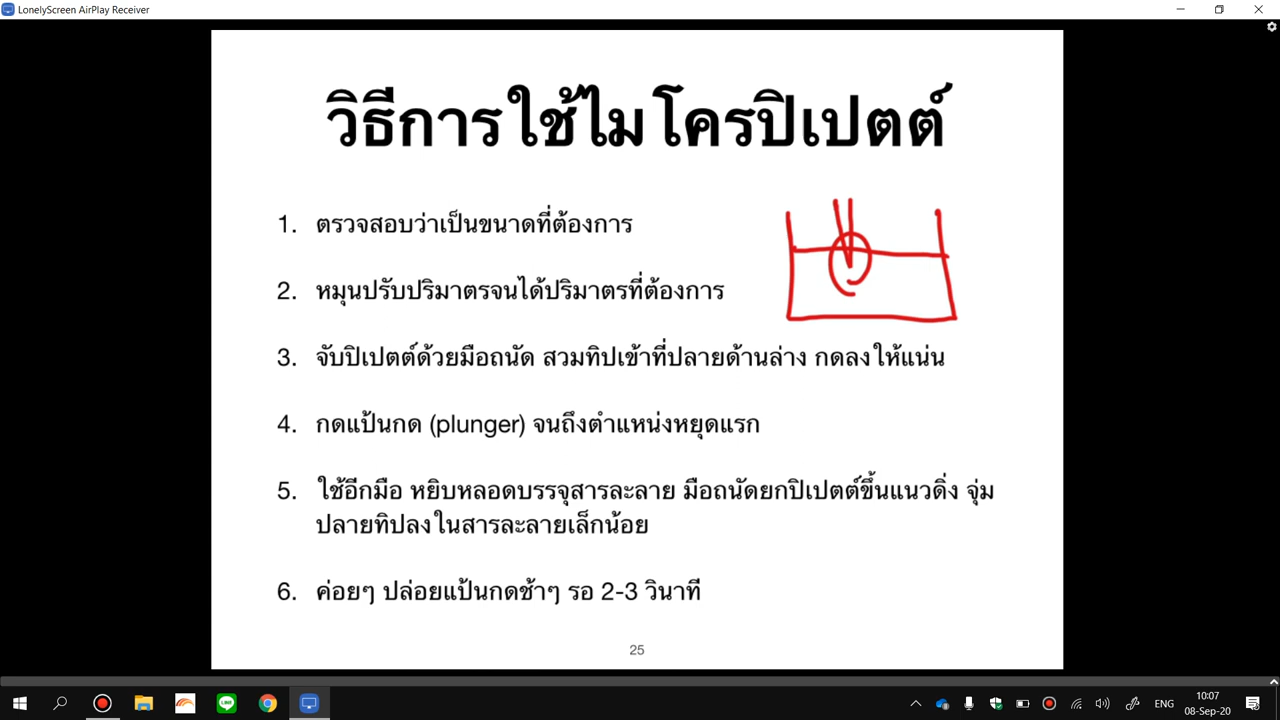 LonelyScreen AirPlay Receiver
วิธีการใช้ไมโครปิเปตต์
1. ตรวจสอบว่าเป็นขนาดที่ต้องการ
2. หมุนปรับปริมาตรจนได้ปริมาตรที่ต้องการ
3. จับปิเปตต์ด้วยมือถนัด สวมทิปเข้าที่ปลายด้านล่าง กดลงให้แน่น
4. กดแป้นกด (plunger) จนถึงตำแหน่งหยุดแรก
5. ใช้อีกมือ หยิบหลอดบรรจุสารละลาย มือถนัดยกปิเปตต์ขึ้นแนวดิ่ง จุ่ม
ปลายทิปลงในสารละลายเล็กน้อย
6. ค่อยๆ ปล่อยแป้นกดช้าๆ รอ 2-3 วินาที
25
LINE
ENG
10:07
08-Sep-20